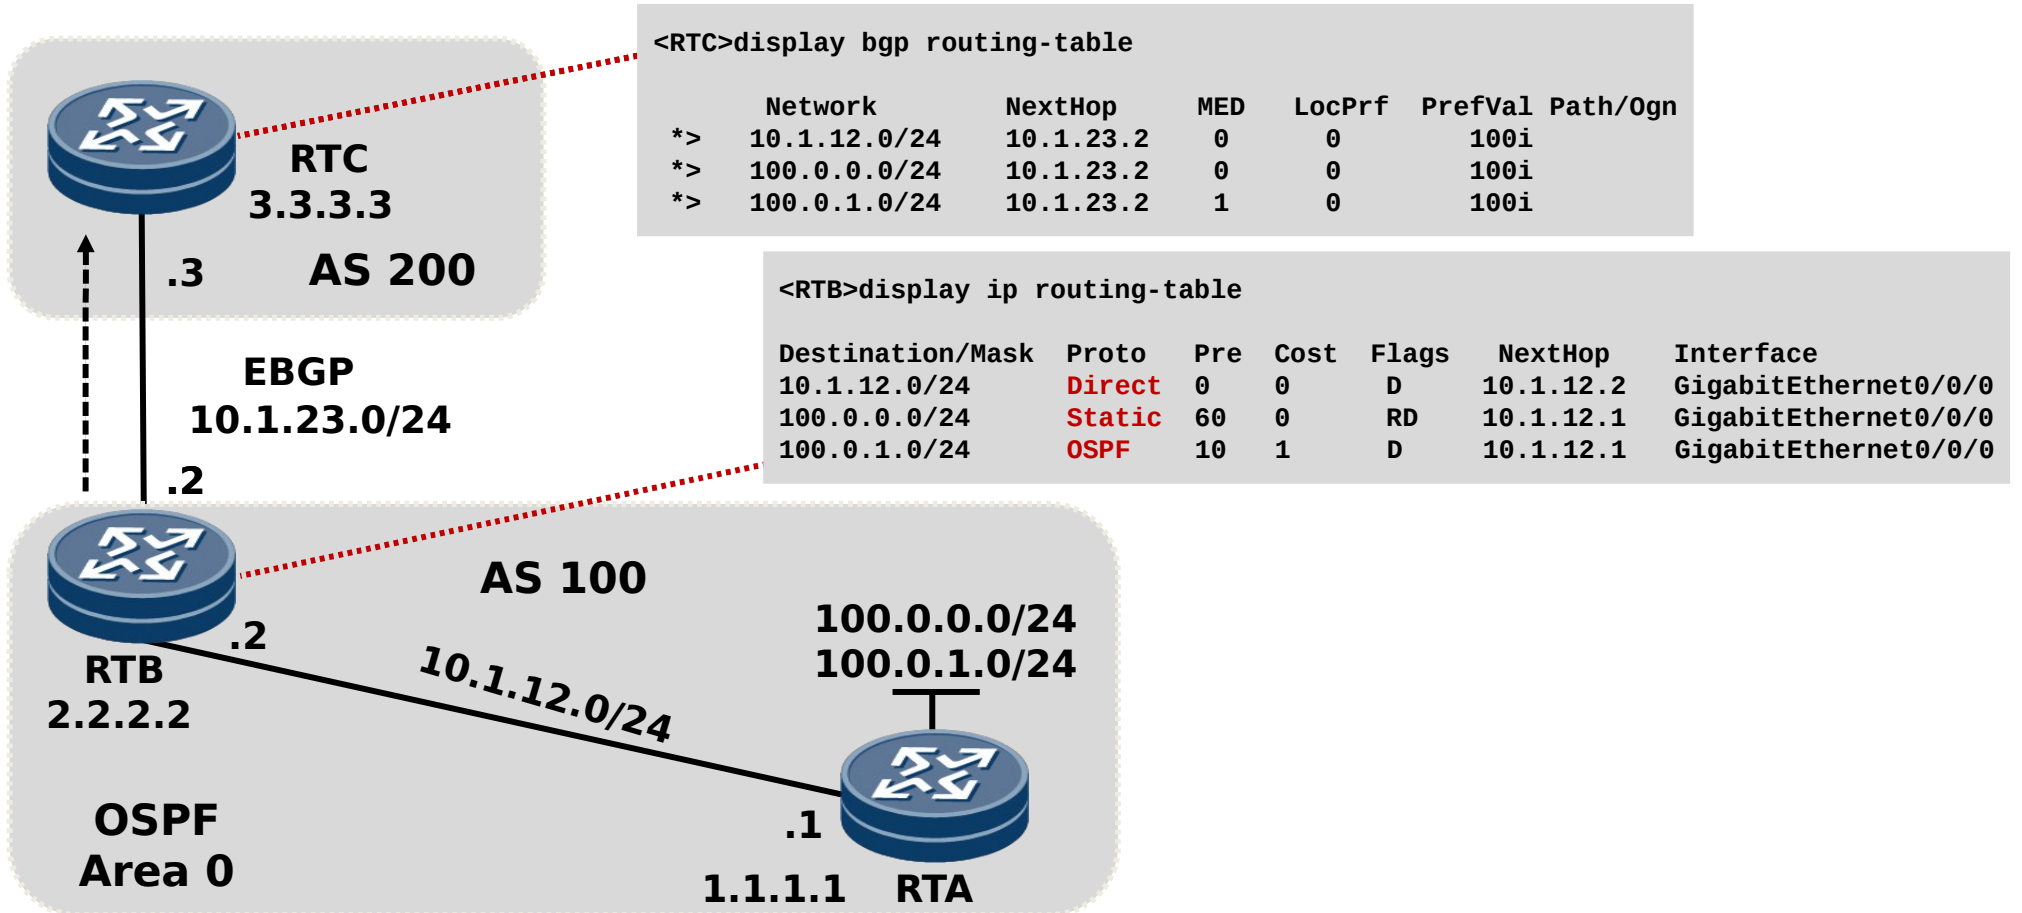 <RTC>display bgp routing-table
Network NextHop MED LocPrf PrefVal Path/Ogn
*> 10.1.12.0/24 10.1.23.2 0 0 100i
*> 100.0.0.0/24 10.1.23.2 0 0 100i
*> 100.0.1.0/24 10.1.23.2 1 0 100i
RTC
3.3.3.3
.3
AS 200
<RTB>display ip routing-table
Destination/Mask Proto Pre Cost Flags NextHop Interface
10.1.12.0/24 Direct 0 0 D 10.1.12.2 GigabitEthernet0/0/0
100.0.0.0/24 Static 60 0 RD 10.1.12.1 GigabitEthernet0/0/0
100.0.1.0/24 OSPF 10 1 D 10.1.12.1 GigabitEthernet0/0/0
EBGP
10.1.23.0/24
.2
AS 100
.2
RTB
2.2.2.2
10.1.12.0/24
100.0.0.0/24
100.0.1.0/24
OSPF
Area 0
.1
1.1.1.1
RTA